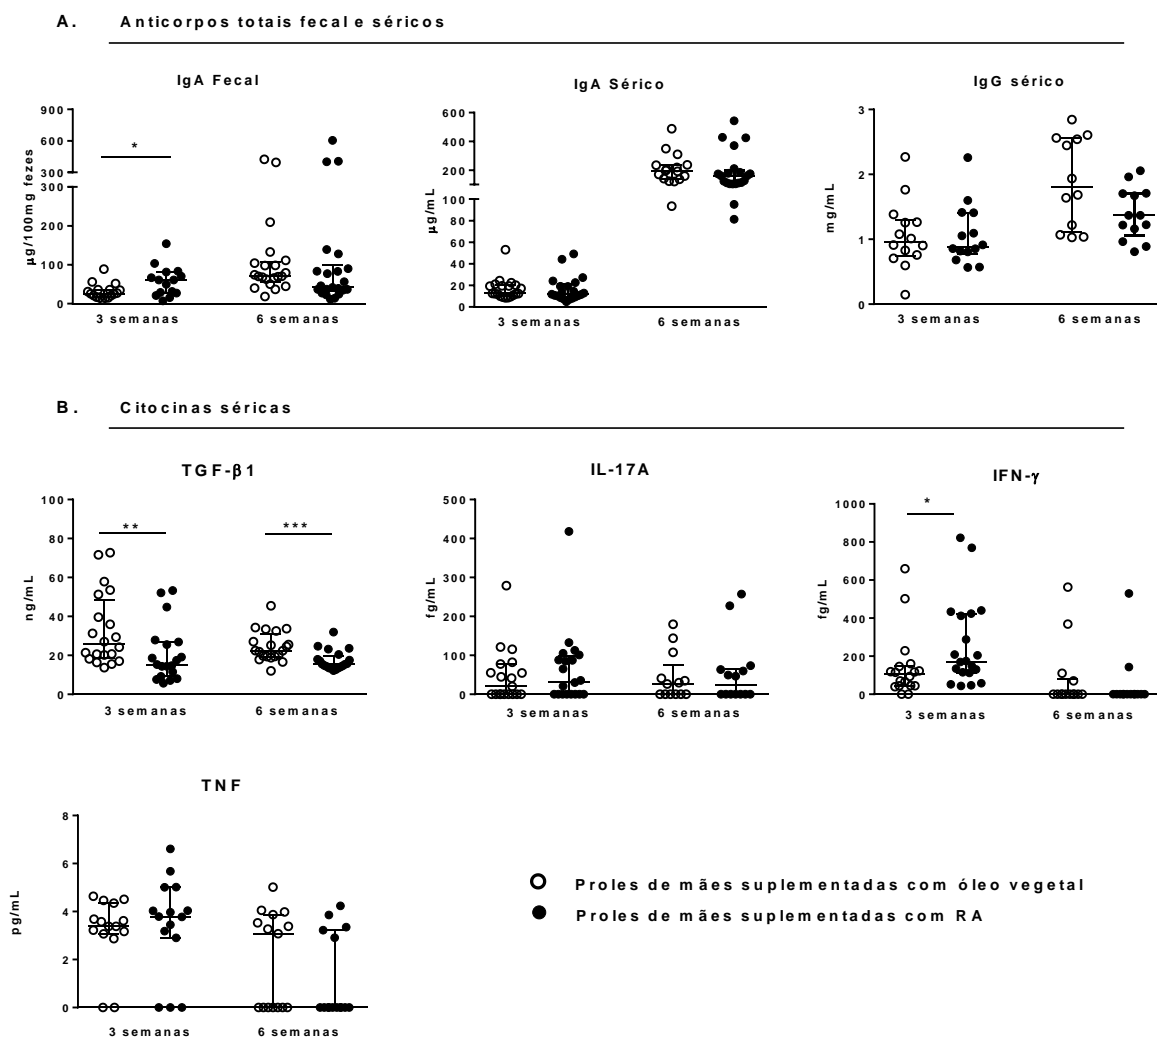 A. Anticorpos totais fecal e séricos
IgA Fecal
IgA Sérico
IgG sérico
900
600
300
300
200
100
0
µg/100mg fezes
*
3 semanas
6 semanas
600
400
200
100
80
60
40
20
0
µg/mL
3 semanas
6 semanas
3
2
1
0
mg/mL
3 semanas
6 semanas
B. Citocinas séricas
TGF-β1
IL-17A
IFN-γ
100
80
60
40
20
0
ng/mL
**
***
3 semanas
6 semanas
500
400
300
200
100
0
fg/mL
3 semanas
6 semanas
1000
800
600
400
200
0
fg/mL
*
3 semanas
6 semanas
TNF
8
6
4
2
0
pg/mL
3 semanas
6 semanas
Proles de mães suplementadas com óleo vegetal
Proles de mães suplementadas com RA